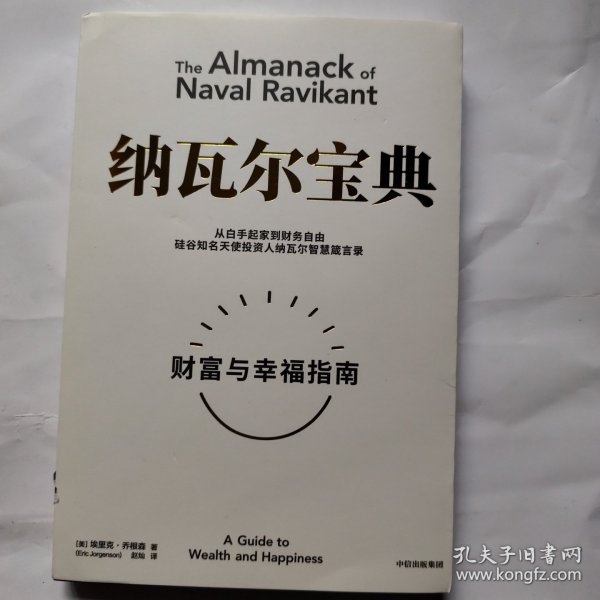 The Almanack of
Naval Ravikant
纳瓦尔宝典
从白手起家到财务自由
硅谷知名天使投资人纳瓦尔智慧箴言录
财富与幸福指南
[美] 埃里克·乔根森 著
(Eric Jorgenson) 赵灿 译
A Guide to
Wealth and Happiness
中信出版集团
孔夫子旧书网
www.kongfz.com